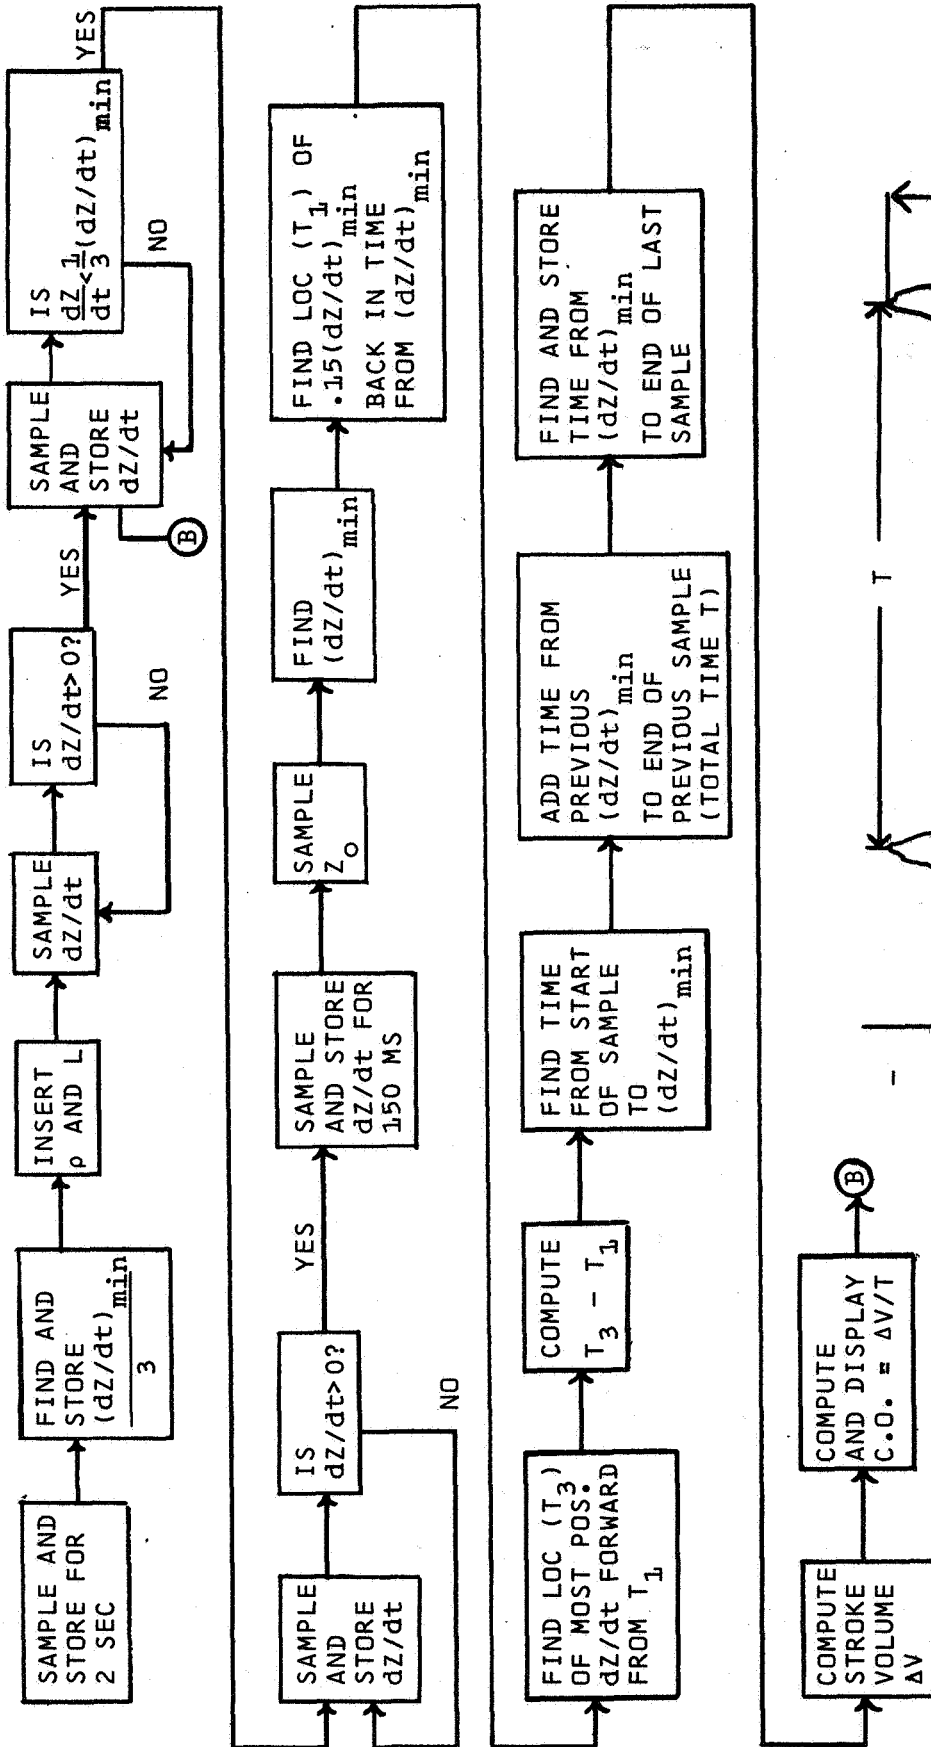 SAMPLE AND
STORE FOR
2 SEC
FIND AND
STORE
(dZ/dt)min
3
INSERT
ρ AND L
SAMPLE
dZ/dt
IS
dZ/dt>0?
YES
NO
SAMPLE
AND
STORE
dZ/dt
B
IS
dZ/dt<1/3(dZ/dt)min
YES
NO
SAMPLE
AND
STORE
dZ/dt
IS
dZ/dt>0?
YES
NO
SAMPLE
AND STORE
dZ/dt FOR
150 MS
SAMPLE
Zo
FIND
(dZ/dt)min
FIND LOC (T1) OF
.15(dZ/dt)min
BACK IN TIME
FROM (dZ/dt)min
FIND LOC (T3)
OF MOST POS.
dZ/dt FORWARD
FROM T1
COMPUTE
T3 - T1
FIND TIME
FROM START
OF SAMPLE
TO
(dZ/dt)min
ADD TIME FROM
PREVIOUS
(dZ/dt)min
TO END OF
PREVIOUS SAMPLE
(TOTAL TIME T)
FIND AND STORE
TIME FROM
(dZ/dt)min
TO END OF LAST
SAMPLE
COMPUTE
STROKE
VOLUME
ΔV
COMPUTE
AND DISPLAY
C.O. = ΔV/T
B
-
T